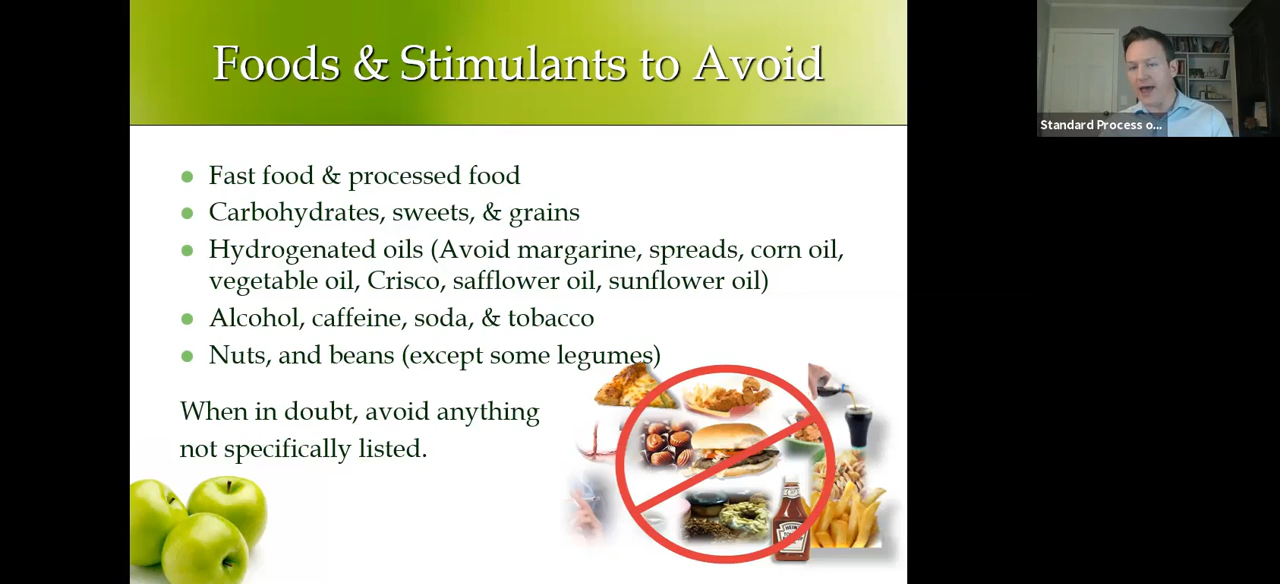 Foods & Stimulants to Avoid
Standard Process o...
Fast food & processed food
Carbohydrates, sweets, & grains
Hydrogenated oils (Avoid margarine, spreads, corn oil,
vegetable oil, Crisco, safflower oil, sunflower oil)
Alcohol, caffeine, soda, & tobacco
Nuts, and beans (except some legumes)
When in doubt, avoid anything
not specifically listed.
HEINZ